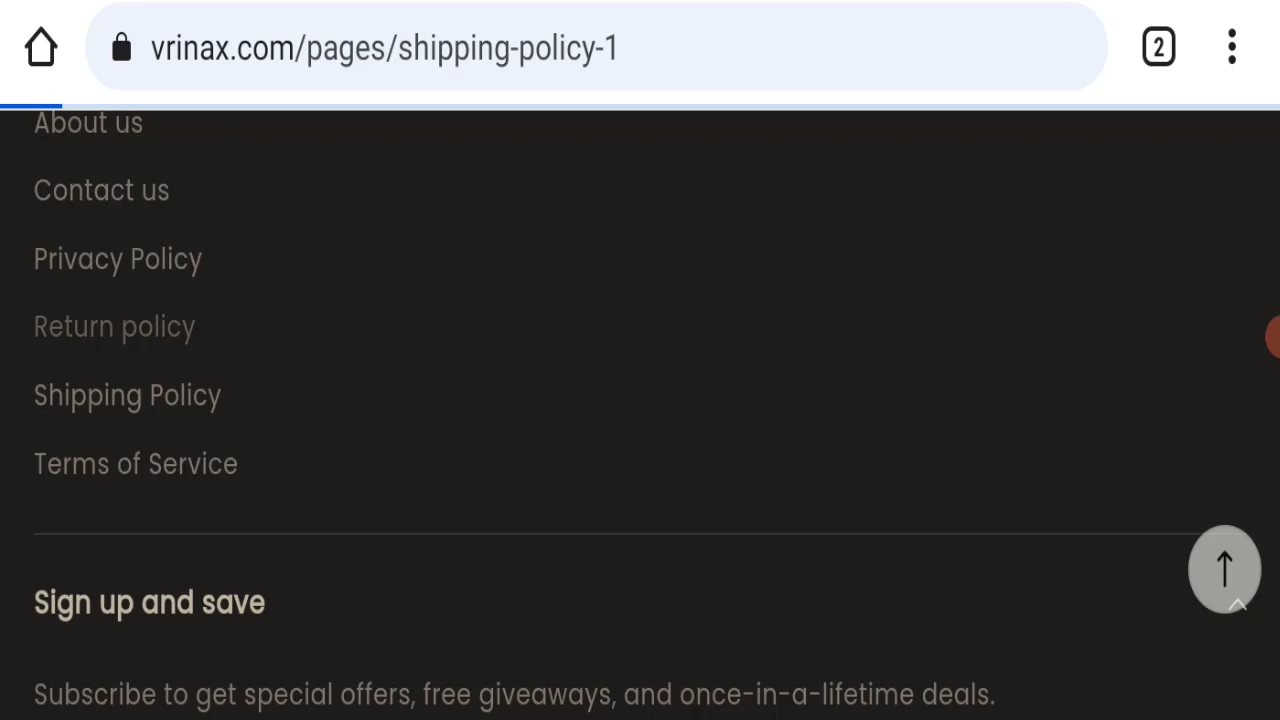 vrinax.com/pages/shipping-policy-1
2
About us
Contact us
Privacy Policy
Return policy
Shipping Policy
Terms of Service
Sign up and save
Subscribe to get special offers, free giveaways, and once-in-a-lifetime deals.